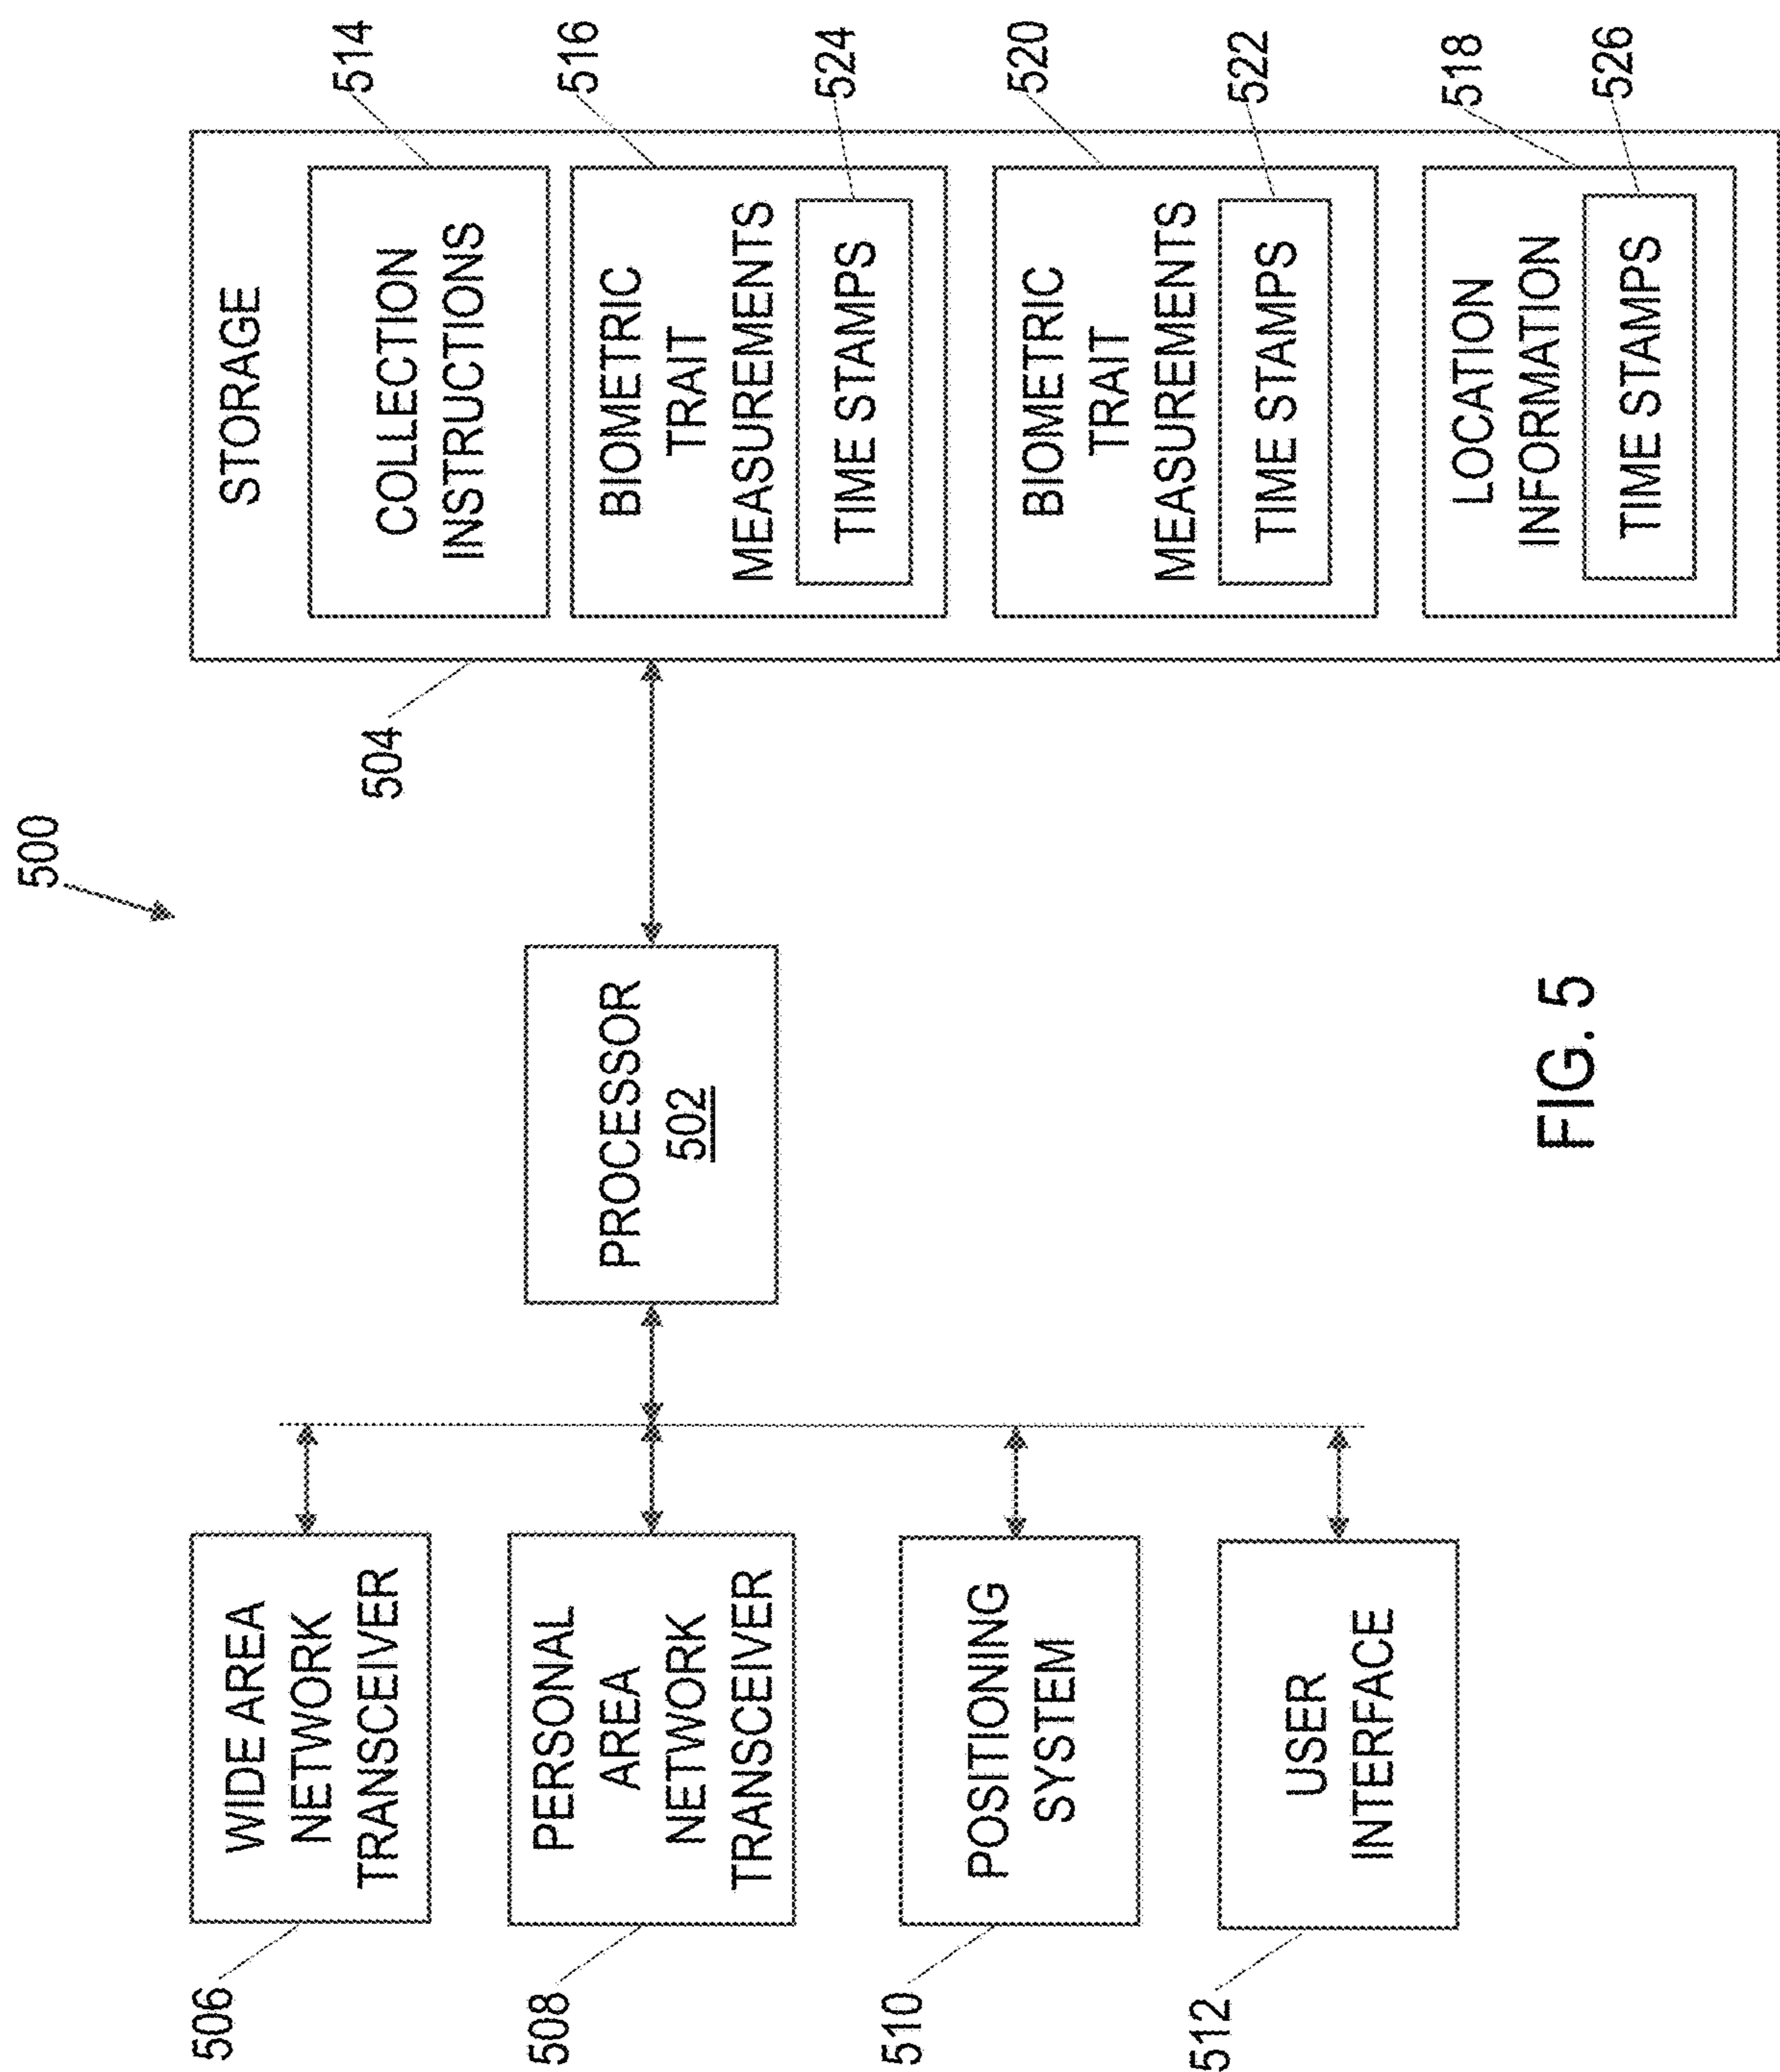 500
506
WIDE AREA
NETWORK
TRANSCEIVER
508
PERSONAL
AREA
NETWORK
TRANSCEIVER
510
POSITIONING
SYSTEM
512
USER
INTERFACE
PROCESSOR
502
504
STORAGE
COLLECTION
INSTRUCTIONS
514
BIOMETRIC
TRAIT
MEASUREMENTS
516
TIME STAMPS
524
BIOMETRIC
TRAIT
MEASUREMENTS
520
TIME STAMPS
522
LOCATION
INFORMATION
518
TIME STAMPS
526
FIG. 5